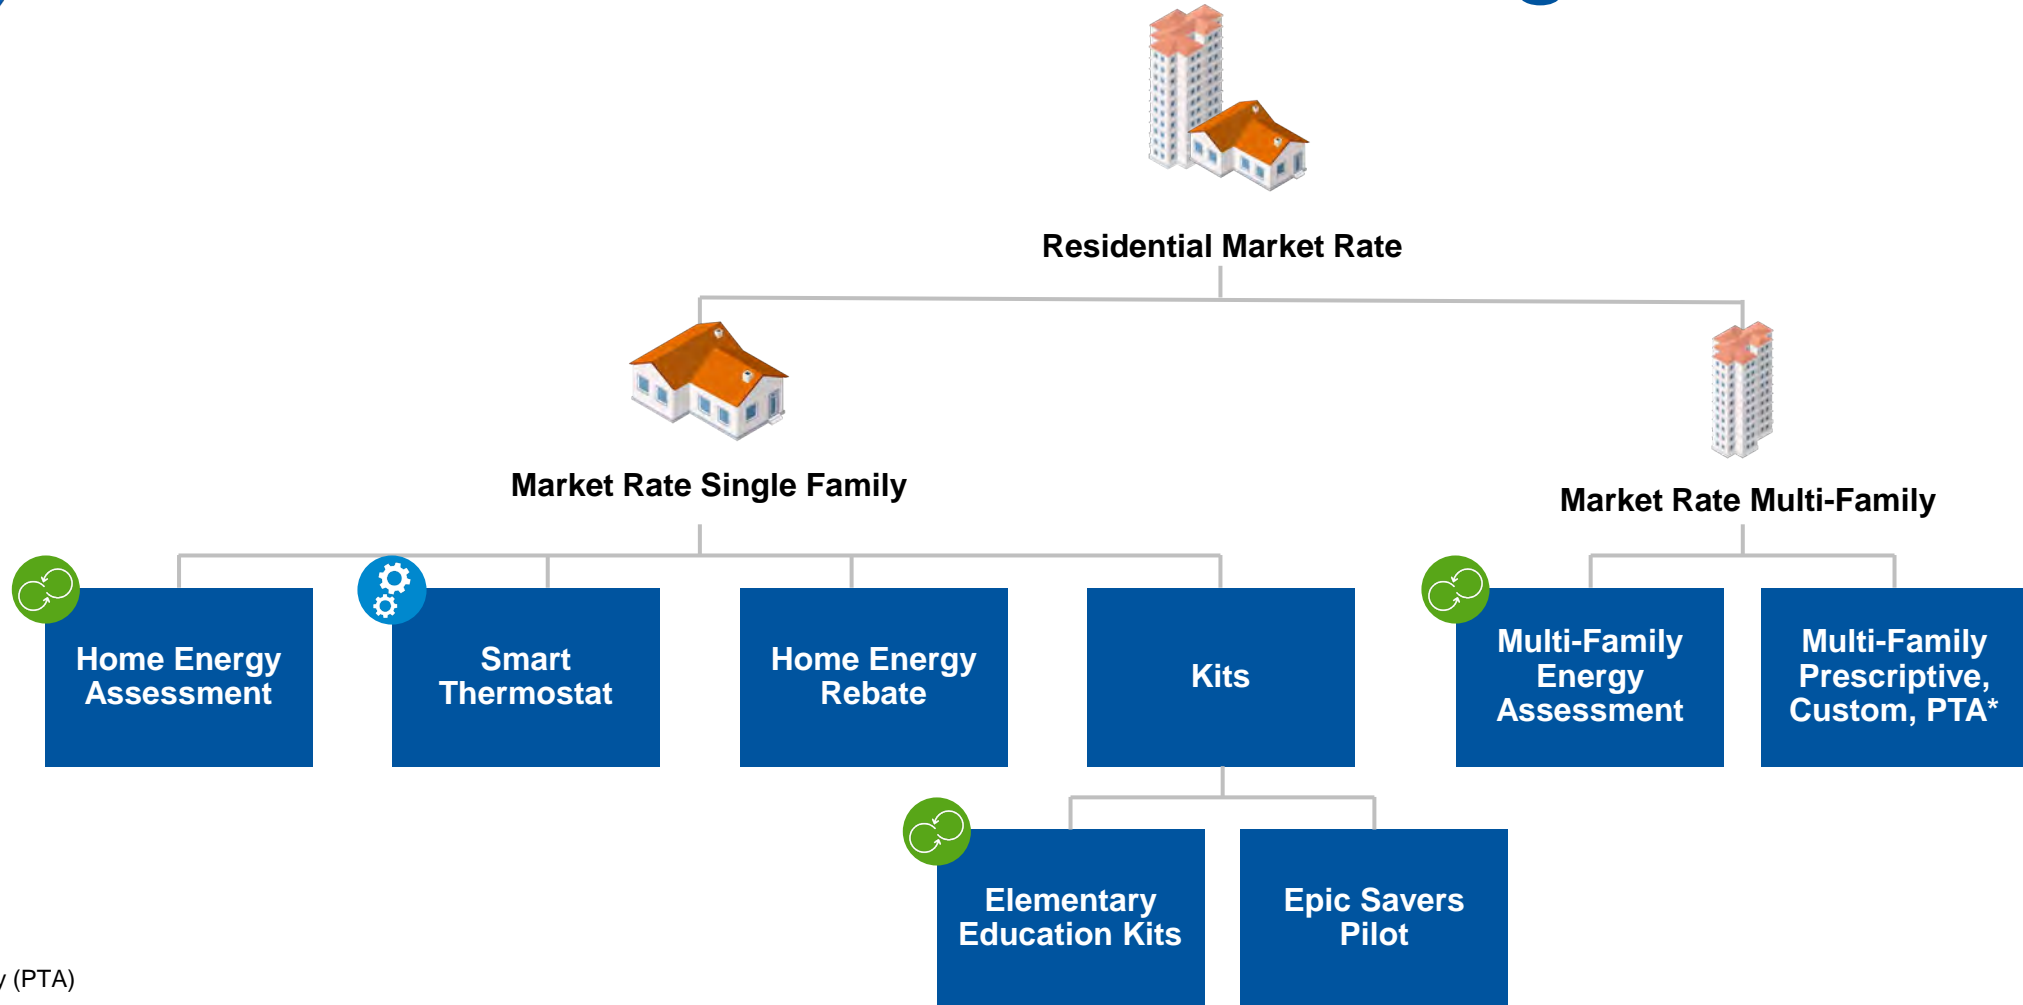 Residential Market Rate
Market Rate Single Family
Market Rate Multi-Family
Home Energy
Assessment
Smart
Thermostat
Home Energy
Rebate
Kits
Multi-Family
Energy
Assessment
Multi-Family
Prescriptive,
Custom, PTA*
Elementary
Education Kits
Epic Savers
Pilot
(PTA)